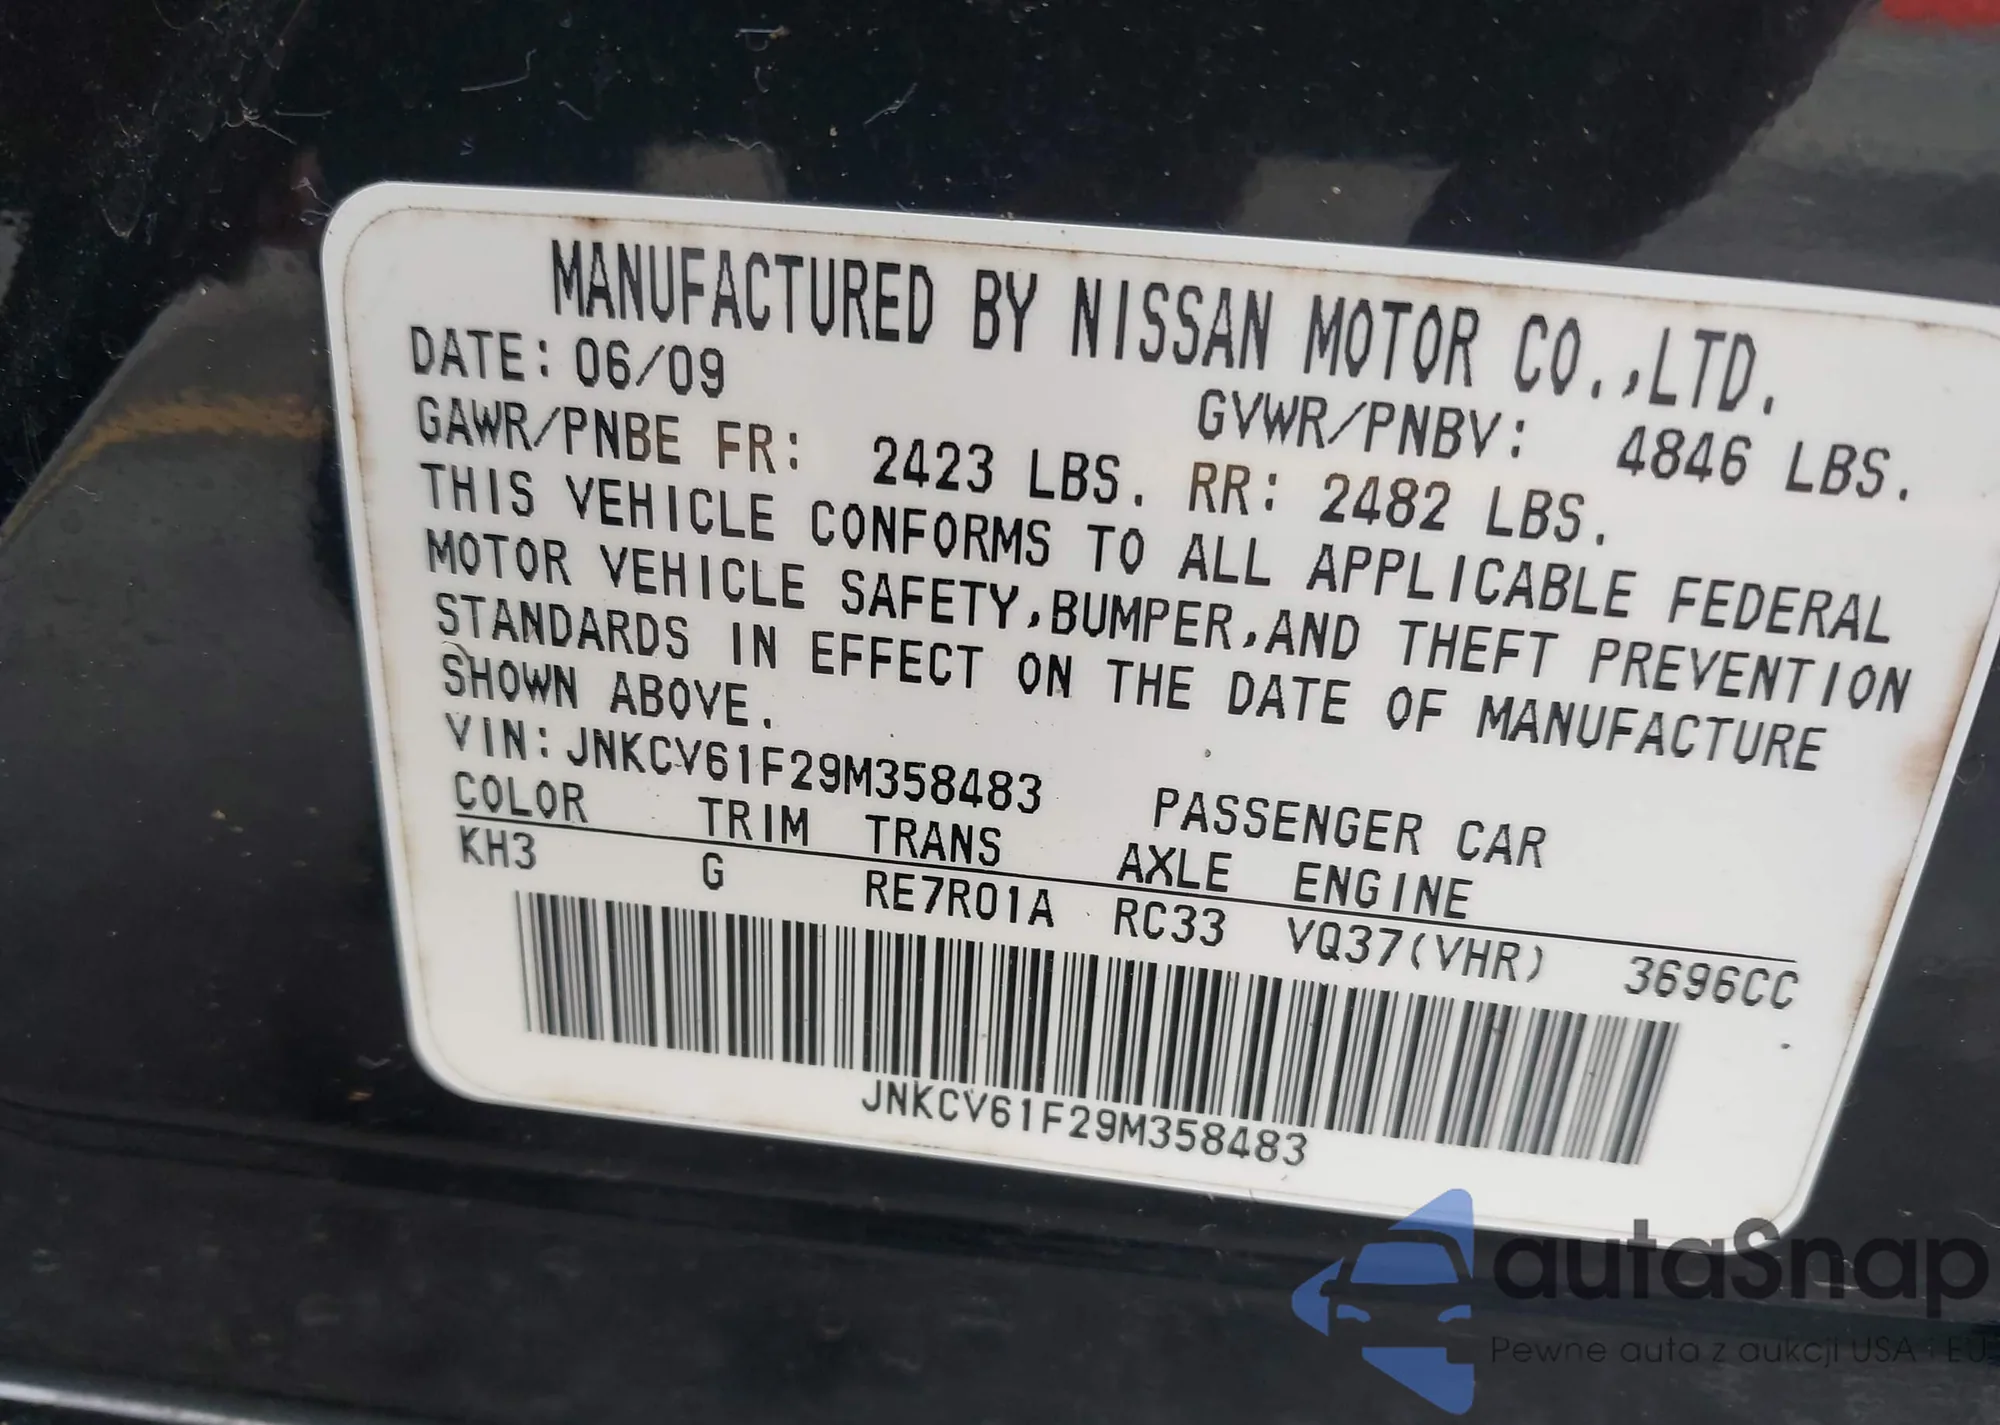 MANUFACTURED BY NISSAN MOTOR CO.,LTD.
DATE: 06/09 GVWR/PNBV: 4846 LBS.
GAWR/PNBE FR: 2423 LBS. RR: 2482 LBS.
THIS VEHICLE CONFORMS TO ALL APPLICABLE FEDERAL
MOTOR VEHICLE SAFETY,BUMPER,AND THEFT PREVENTION
STANDARDS IN EFFECT ON THE DATE OF MANUFACTURE
SHOWN ABOVE.
VIN:JNKCV61F29M358483 PASSENGER CAR
COLOR TRIM TRANS AXLE ENGINE
KH3 G RE7R01A RC33 VQ37(VHR) 3696CC
JNKCV61F29M358483
autaSnap
Pewne auta z aukcji USA i EU